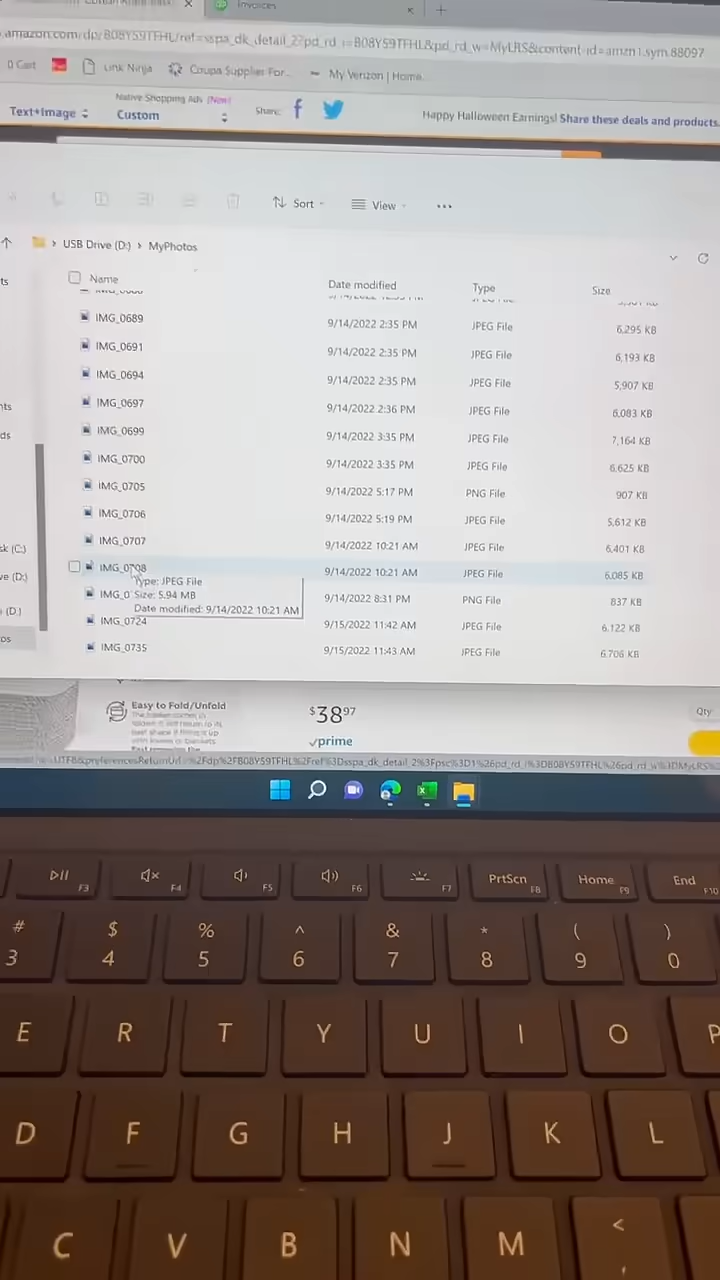 Invoices
.amazon.com/dp/B08Y59TFHL/ref=sspa_dk_detail_2?pd_rd_i=B08Y59TFHL&pd_rd_w=MyLRS&content-id=amzn1.sym.88097
0 Cart Link Ninja Coupa Supplier For... My Verizon | Home...
Native Shopping Ads (New)
Text+Image Custom Share: Happy Halloween Earnings! Share these deals and products.
Sort View ...
USB Drive (D:) > MyPhotos
Name Date modified Type Size
IMG_0689 9/14/2022 2:35 PM JPEG File 6,295 KB
IMG_0691 9/14/2022 2:35 PM JPEG File 6,193 KB
IMG_0694 9/14/2022 2:35 PM JPEG File 5,907 KB
IMG_0697 9/14/2022 2:36 PM JPEG File 6,083 KB
IMG_0699 9/14/2022 3:35 PM JPEG File 7,164 KB
IMG_0700 9/14/2022 3:35 PM JPEG File 6,625 KB
IMG_0705 9/14/2022 5:17 PM PNG File 907 KB
IMG_0706 9/14/2022 5:19 PM JPEG File 5,612 KB
IMG_0707 9/14/2022 10:21 AM JPEG File 6,401 KB
IMG_0708 9/14/2022 10:21 AM JPEG File 6,085 KB
Type: JPEG File
IMG_0 Size: 5.94 MB 9/14/2022 8:31 PM PNG File 837 KB
Date modified: 9/14/2022 10:21 AM
IMG_0724 9/15/2022 11:42 AM JPEG File 6,122 KB
IMG_0735 9/15/2022 11:43 AM JPEG File 6,706 KB
nts
ds
sk (C:)
ve (D:)
(D:)
os
Easy to Fold/Unfold
$38.97
prime
Qty
F3 F4 F5 F6 F7 PrtScn F8 Home F9 End F10
# $ % ^ & * ( )
3 4 5 6 7 8 9 0
E R T Y U I O P
D F G H J K L
C V B N M <
,